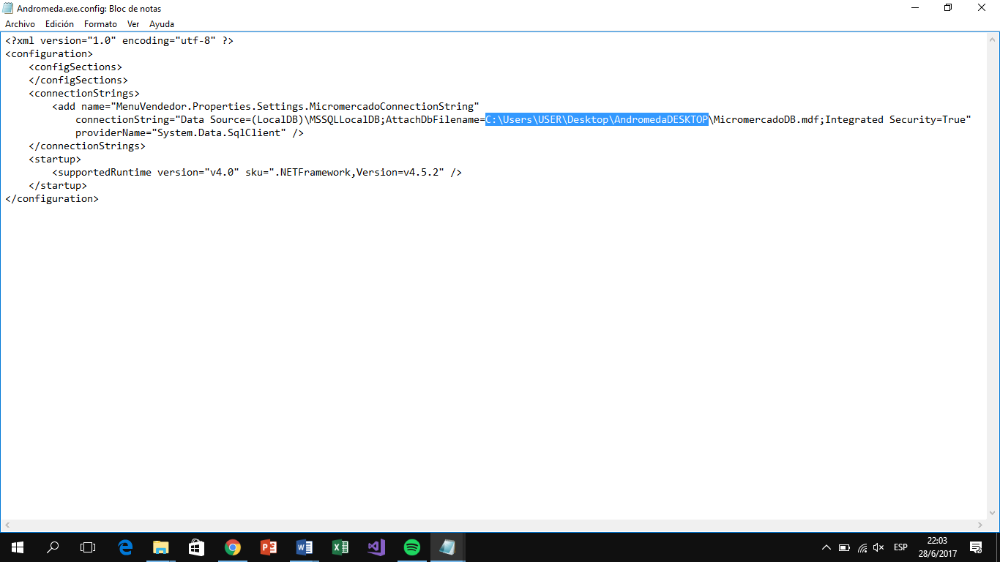 Andromeda.exe.config: Bloc de notas
Archivo Edición Formato Ver Ayuda
<?xml version="1.0" encoding="utf-8" ?>
<configuration>
    <configSections>
    </configSections>
    <connectionStrings>
        <add name="MenuVendedor.Properties.Settings.MicromercadoConnectionString"
            connectionString="Data Source=(LocalDB)\MSSQLLocalDB;AttachDbFilename=C:\Users\USER\Desktop\AndromedaDESKTOP\MicromercadoDB.mdf;Integrated Security=True"
            providerName="System.Data.SqlClient" />
    </connectionStrings>
    <startup>
        <supportedRuntime version="v4.0" sku=".NETFramework,Version=v4.5.2" />
    </startup>
</configuration>
ESP
22:03
28/6/2017